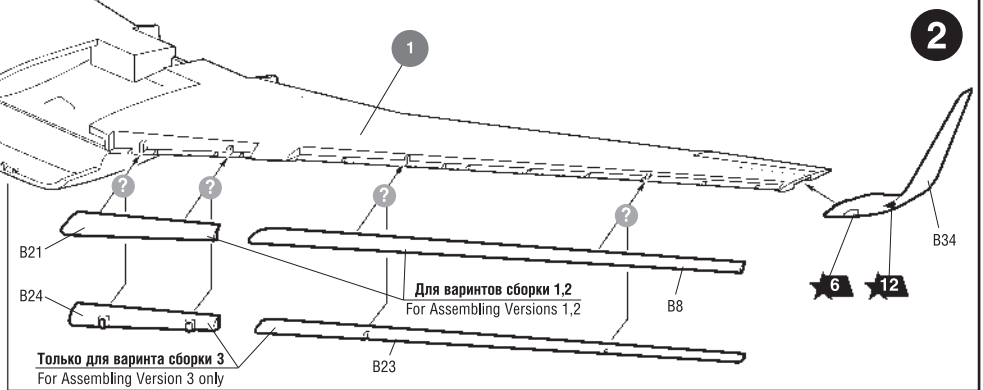 2
1
?
?
?
?
B21
B34
6
12
B24
Для варинтов сборки 1,2
For Assembling Versions 1,2
B8
Только для варинта сборки 3
For Assembling Version 3 only
B23